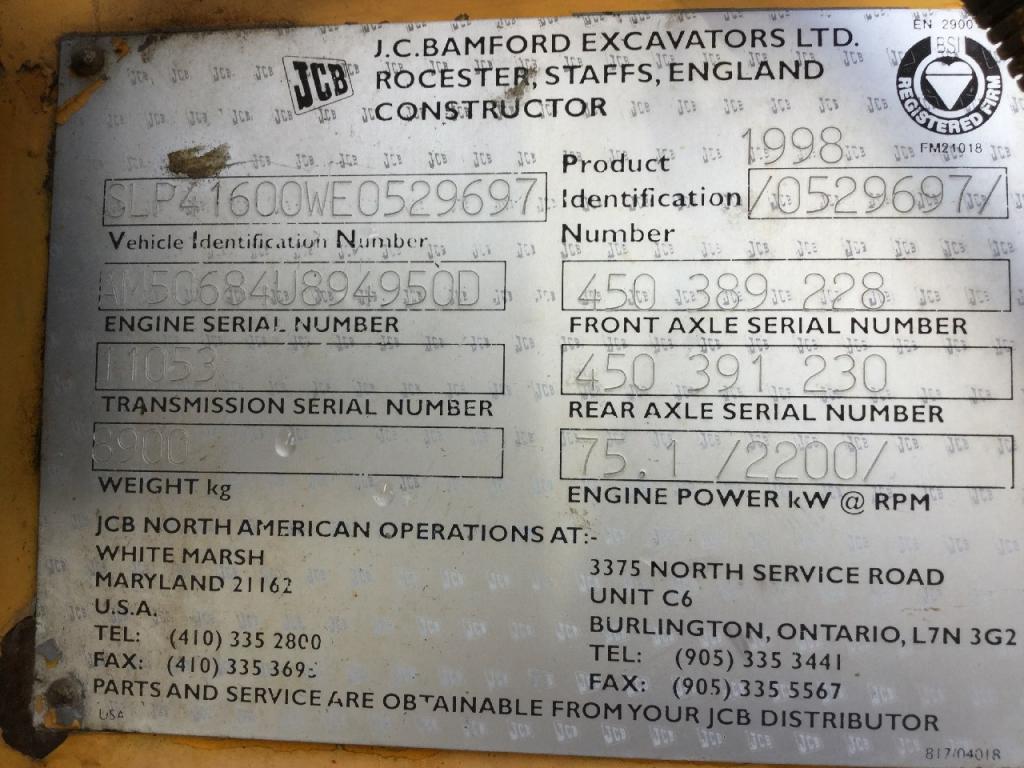 JCB
J.C.BAMFORD EXCAVATORS LTD.
ROCESTER, STAFFS, ENGLAND
CONSTRUCTOR
EN 2900
BSI
REGISTERED FIRM
FM21018
SLP41600WE0529697
Vehicle Identification Number
Product 1998
Identification /0529697/
Number
AM50684U894950D
ENGINE SERIAL NUMBER
450 389 228
FRONT AXLE SERIAL NUMBER
TRANSMISSION SERIAL NUMBER
450 391 230
REAR AXLE SERIAL NUMBER
WEIGHT kg
75.1 /2200/
ENGINE POWER kW @ RPM
JCB NORTH AMERICAN OPERATIONS AT:-
WHITE MARSH
MARYLAND 21162
U.S.A.
TEL: (410) 335 2800
FAX: (410) 335
3375 NORTH SERVICE ROAD
UNIT C6
BURLINGTON, ONTARIO, L7N 3G2
TEL: (905) 335 3441
FAX: (905) 335 5567
PARTS AND SERVICE ARE OBTAINABLE FROM YOUR JCB DISTRIBUTOR
USA
817/04018